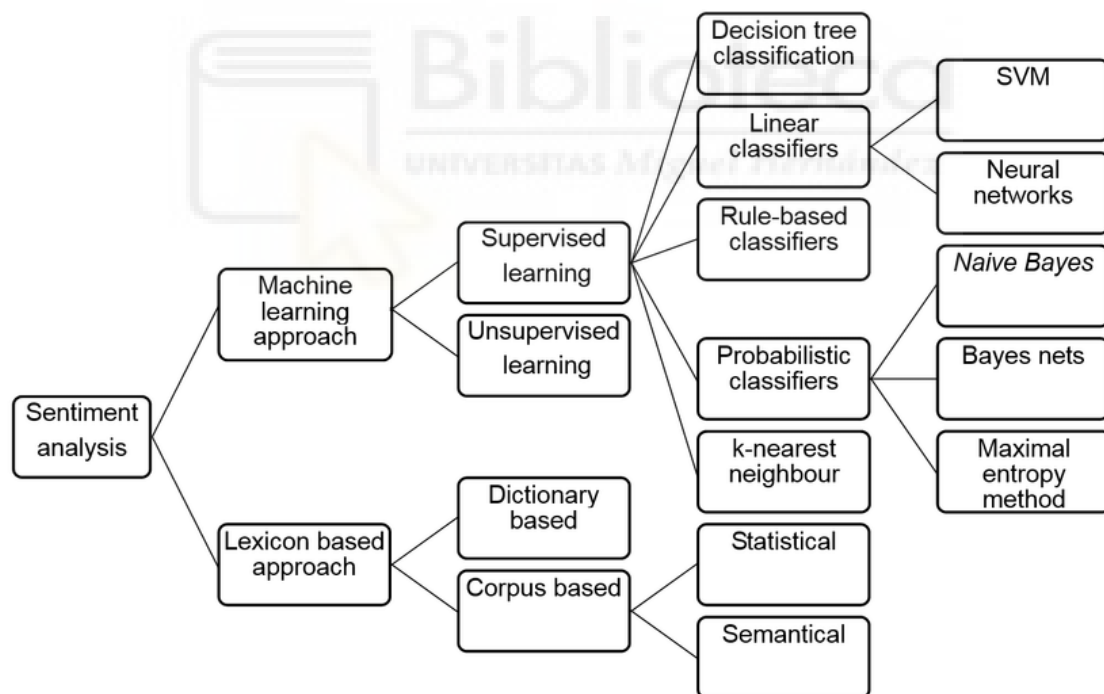 Biblioteca
UNIVERSITAS Miguel Hernández
Sentiment
analysis
Machine
learning
approach
Lexicon based
approach
Supervised
learning
Unsupervised
learning
Dictionary
based
Corpus based
Decision tree
classification
Linear
classifiers
Rule-based
classifiers
Probabilistic
classifiers
k-nearest
neighbour
Statistical
Semantical
SVM
Neural
networks
Naive Bayes
Bayes nets
Maximal
entropy
method